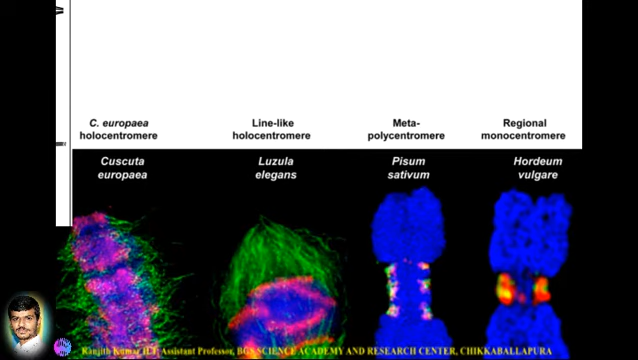 C. europaea
holocentromere
Line-like
holocentromere
Meta-
polycentromere
Regional
monocentromere
Cuscuta
europaea
Luzula
elegans
Pisum
sativum
Hordeum
vulgare
Ranjith Kumar H.T, Assistant Professor, BGS SCIENCE ACADEMY AND RESEARCH CENTER, CHIKKABALLAPURA